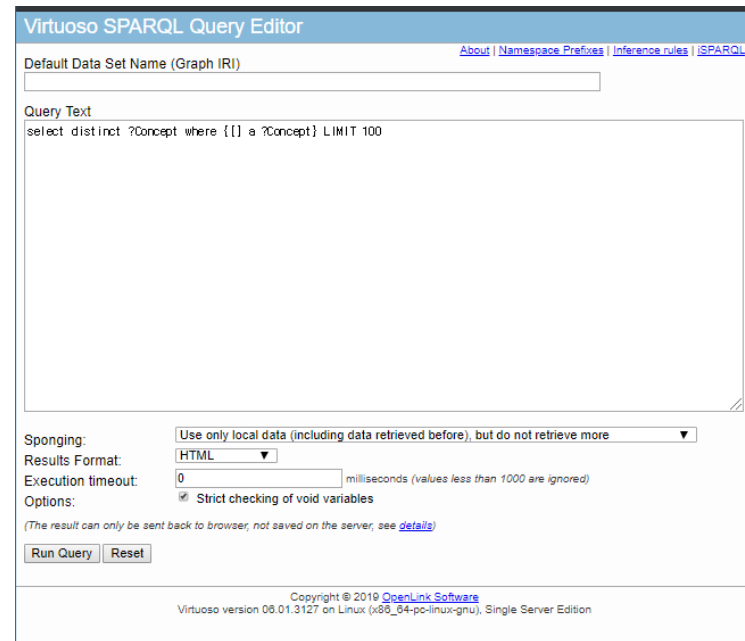 Virtuoso SPARQL Query Editor
About | Namespace Prefixes | Inference rules | iSPARQL
Default Data Set Name (Graph IRI)
Query Text
select distinct ?Concept where {[] a ?Concept} LIMIT 100
Sponging: Use only local data (including data retrieved before), but do not retrieve more
Results Format: HTML
Execution timeout: 0 milliseconds (values less than 1000 are ignored)
Options: Strict checking of void variables
(The result can only be sent back to browser, not saved on the server, see details)
Run Query Reset
Copyright © 2019 OpenLink Software
Virtuoso version 06.01.3127 on Linux (x86_64-pc-linux-gnu), Single Server Edition